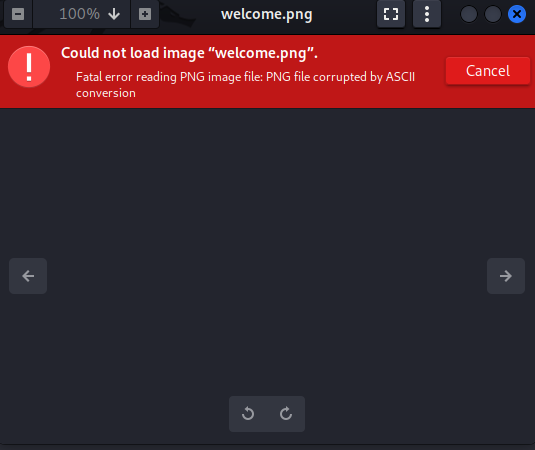 100%
welcome.png
Could not load image “welcome.png”.
Fatal error reading PNG image file: PNG file corrupted by ASCII
conversion
Cancel